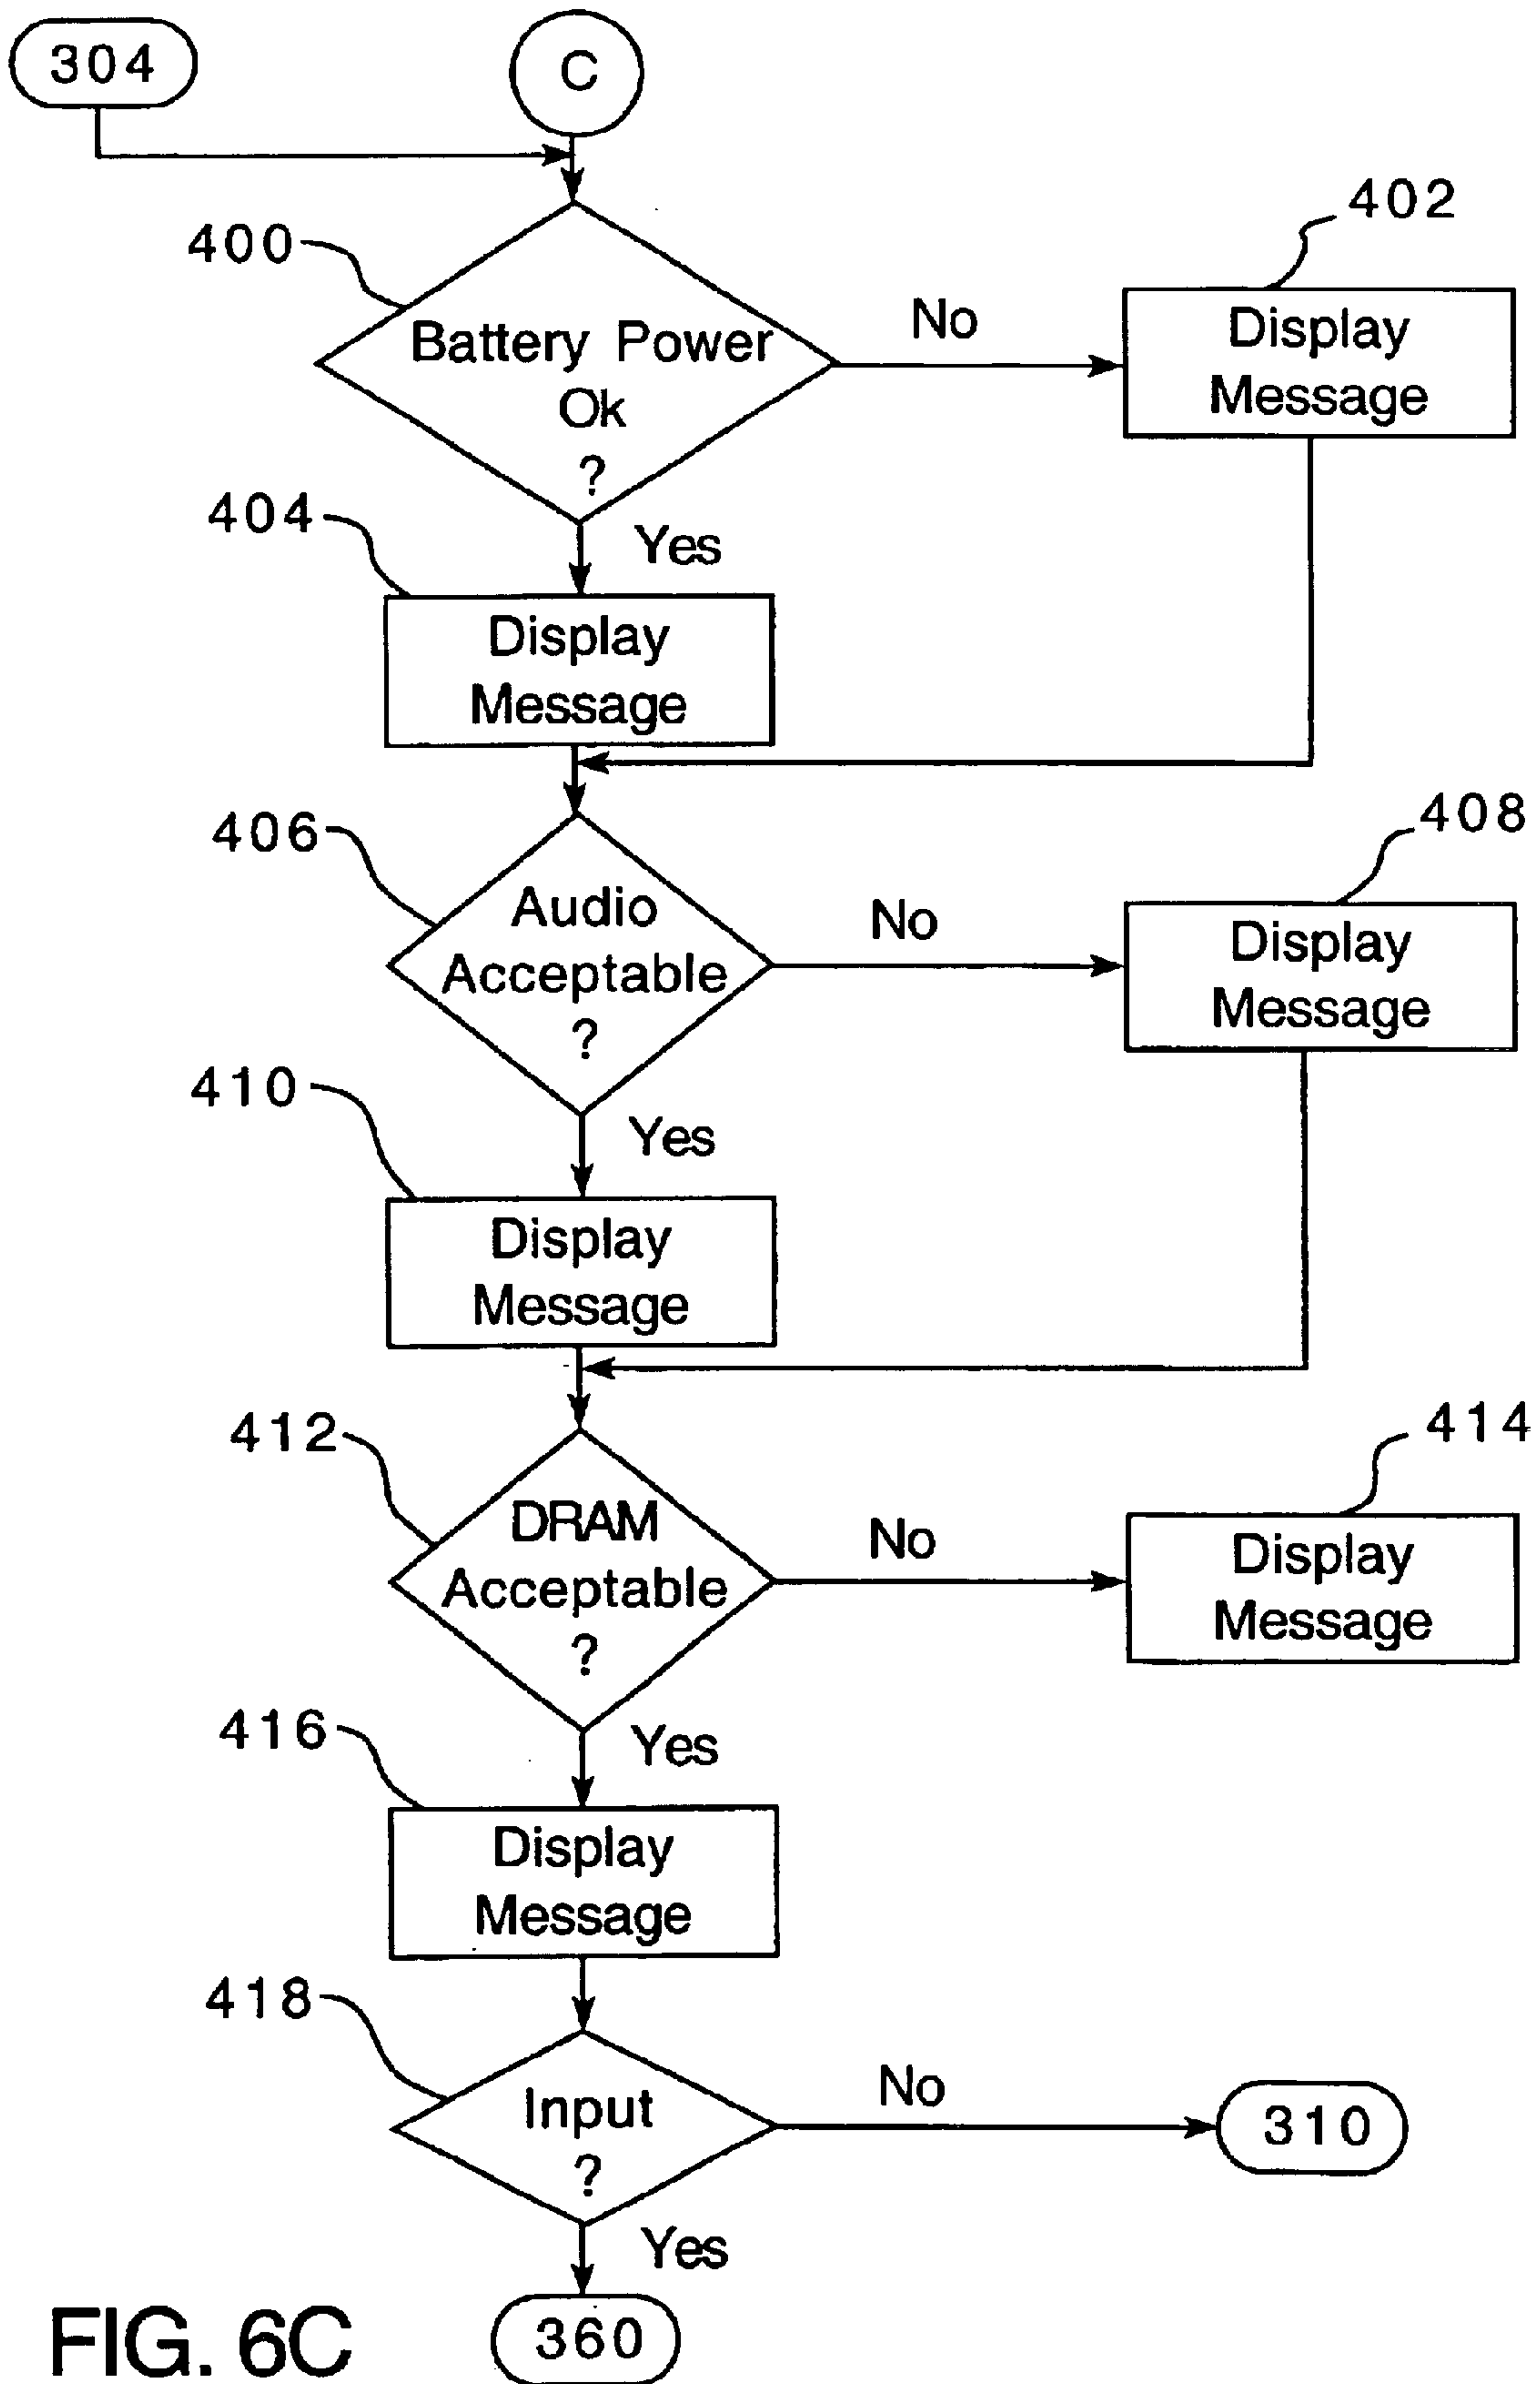 304
C
400
402
Battery Power
Ok
?
No
Display
Message
404
Yes
Display
Message
406
408
Audio
Acceptable
?
No
Display
Message
410
Yes
Display
Message
412
414
DRAM
Acceptable
?
No
Display
Message
416
Yes
Display
Message
418
Input
?
No
310
Yes
360
FIG. 6C